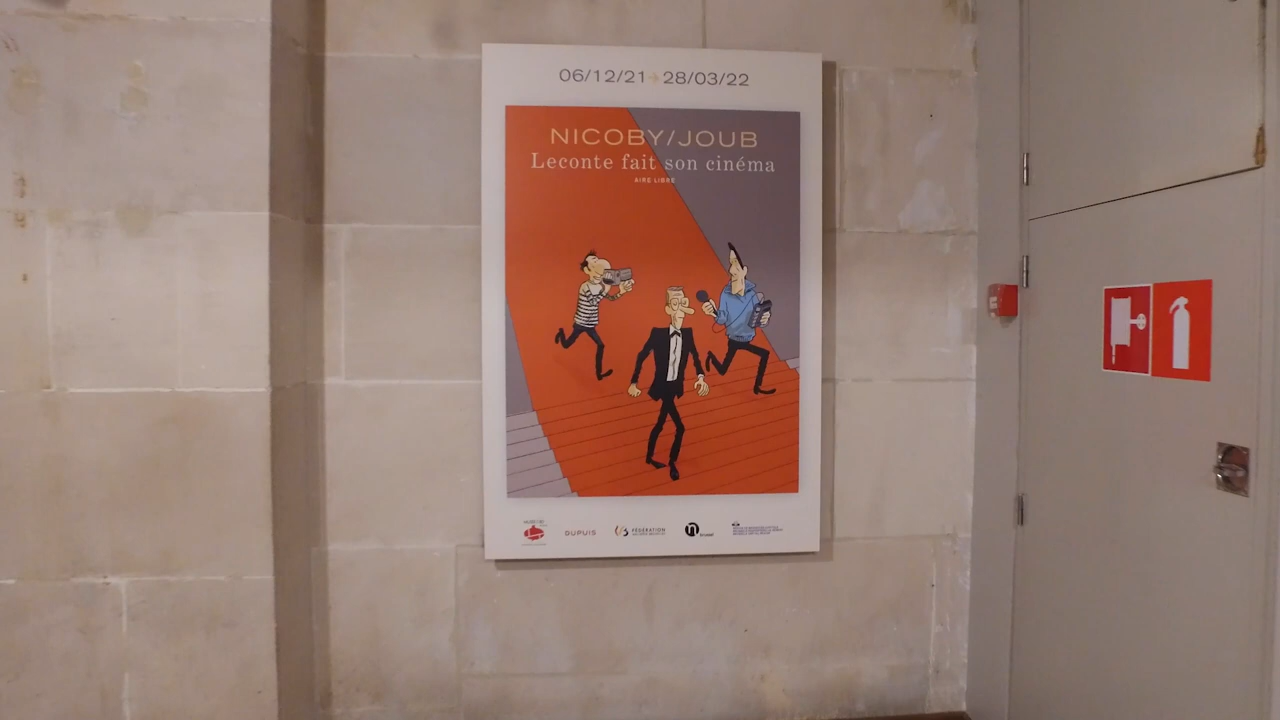 06/12/21 → 28/03/22
NICOBY/JOUB
Leconte fait son cinéma
AIRE LIBRE
DUPUIS
FÉDÉRATION